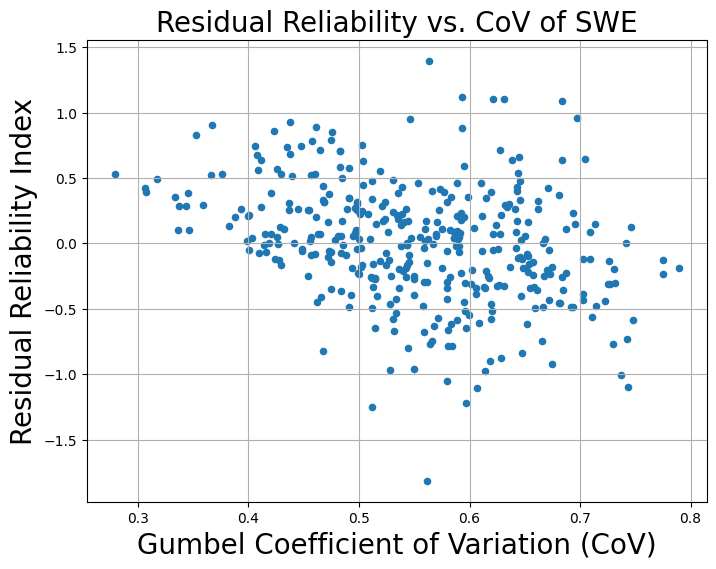 Residual Reliability vs. CoV of SWE
Residual Reliability Index
1.5
1.0
0.5
0.0
−0.5
−1.0
−1.5
0.3 0.4 0.5 0.6 0.7 0.8
Gumbel Coefficient of Variation (CoV)